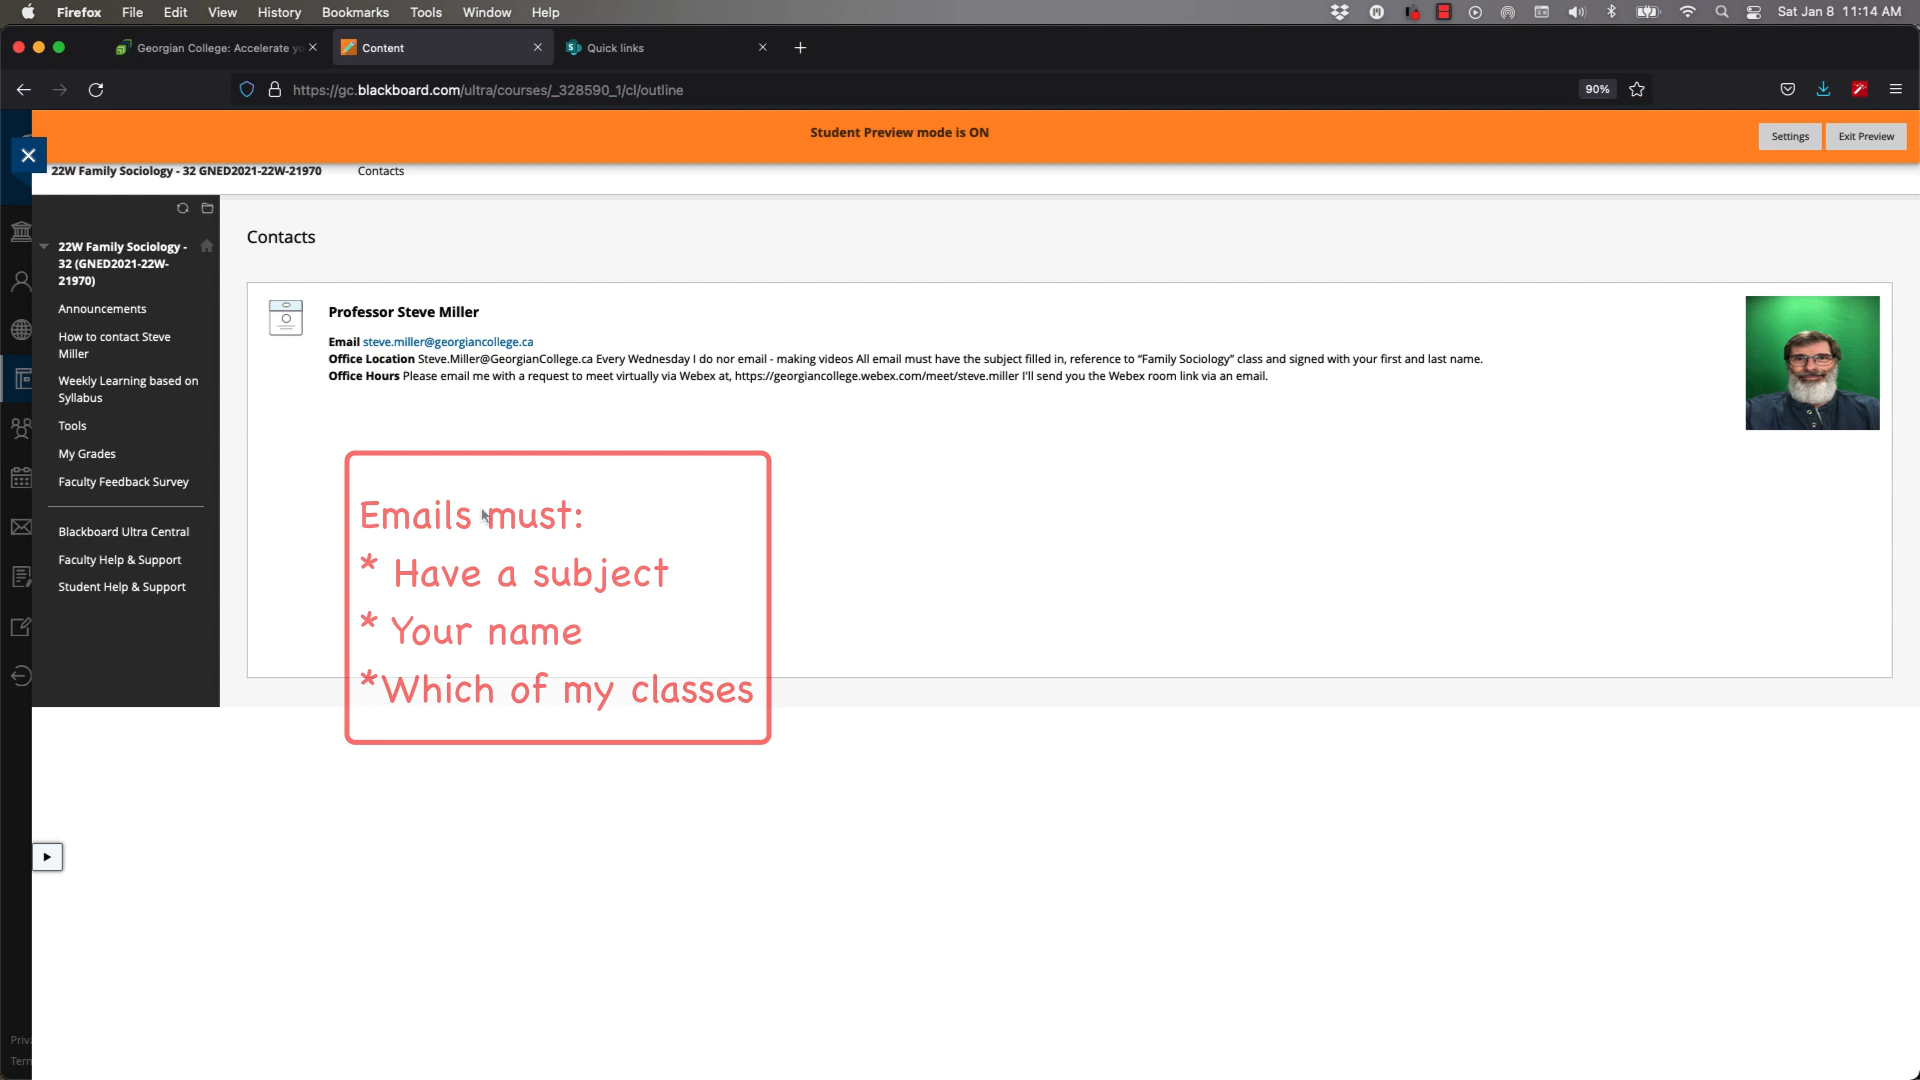 Firefox File Edit View History Bookmarks Tools Window Help
Sat Jan 8 11:14 AM
Georgian College: Accelerate yo
Content
Quick links
https://gc.blackboard.com/ultra/courses/_328590_1/cl/outline
90%
Student Preview mode is ON
Settings
Exit Preview
22W Family Sociology - 32 GNED2021-22W-21970
Contacts
22W Family Sociology -
32 (GNED2021-22W-
21970)
Announcements
How to contact Steve
Miller
Weekly Learning based on
Syllabus
Tools
My Grades
Faculty Feedback Survey
Blackboard Ultra Central
Faculty Help & Support
Student Help & Support
Contacts
Professor Steve Miller
Email steve.miller@georgiancollege.ca
Office Location Steve.Miller@GeorgianCollege.ca Every Wednesday I do nor email - making videos All email must have the subject filled in, reference to “Family Sociology” class and signed with your first and last name.
Office Hours Please email me with a request to meet virtually via Webex at, https://georgiancollege.webex.com/meet/steve.miller I'll send you the Webex room link via an email.
Emails must:
* Have a subject
* Your name
*Which of my classes
Priva
Term